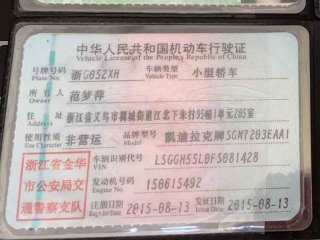 中华人民共和国机动车行驶证
Vehicle License of the People's Republic of China
号牌号码 Plate No. 浙G052XH 车辆类型 Vehicle Type 小型轿车
所有人 Owner 范梦萍
住址 Address 浙江省义乌市稠城街道江北下朱村95幢1单元205室
使用性质 Use Character 非营运 品牌型号 凯迪拉克牌SGM7203EAA1
浙江省金华
市公安局交
通警察支队
车辆识别代号 VIN LSGGH55L0FS081428
发动机号码 Engine No. 150615492
注册日期 Register Date 2015-08-13 发证日期 Issue Date 2015-08-13